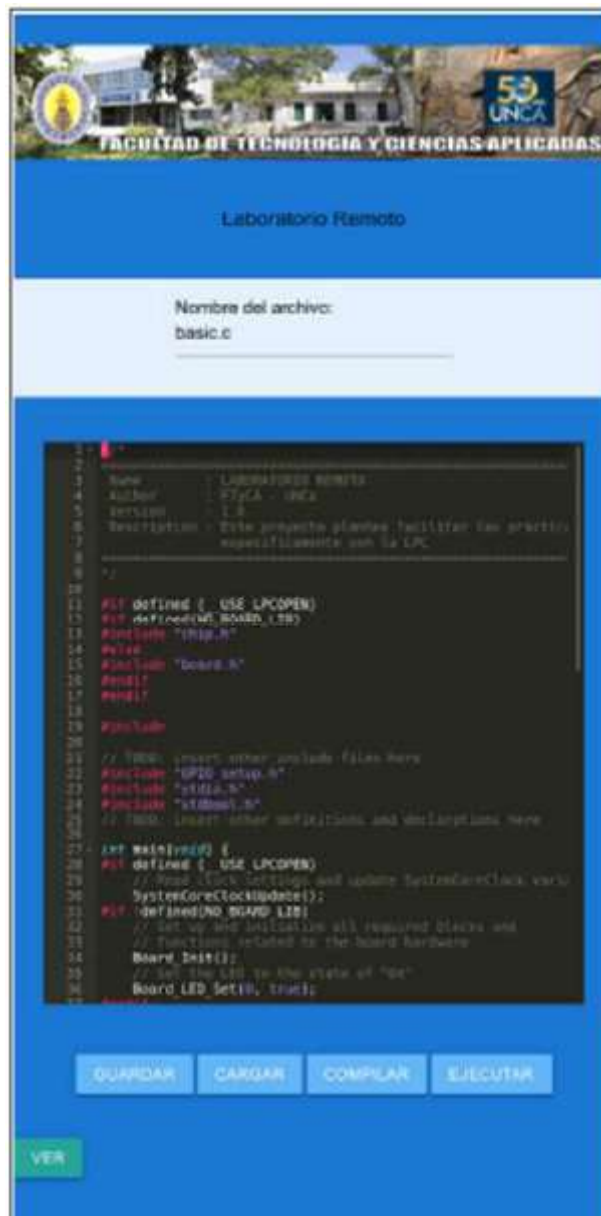 50
UNCA
FACULTAD DE TECNOLOGIA Y CIENCIAS APLICADAS
Laboratorio Remoto
Nombre del archivo:
basic.c
1 /*
2
3 Name : LABORATORIO REMOTO
4 Author : FTyCA - UNCa
5 Version : 1.0
6 Description : Este proyecto plantea facilitar las práctic
7 específicamente con la LPC
8
9 */
10
11 #if defined (__USE_LPCOPEN)
12 #if defined(NO_BOARD_LIB)
13 #include "chip.h"
14 #else
15 #include "board.h"
16 #endif
17 #endif
18
19 #include
20
21 // TODO: insert other include files here
22 #include "GPIO_setup.h"
23 #include "stdio.h"
24 #include "stdbool.h"
25 // TODO: insert other definitions and declarations here
26
27 int main(void) {
28 #if defined (__USE_LPCOPEN)
29 // Read clock settings and update SystemCoreClock varia
30 SystemCoreClockUpdate();
31 #if !defined(NO_BOARD_LIB)
32 // Set up and initialize all required blocks and
33 // functions related to the board hardware
34 Board_Init();
35 // Set the LED to the state of "On"
36 Board_LED_Set(0, true);
GUARDAR CARGAR COMPILAR EJECUTAR
VER